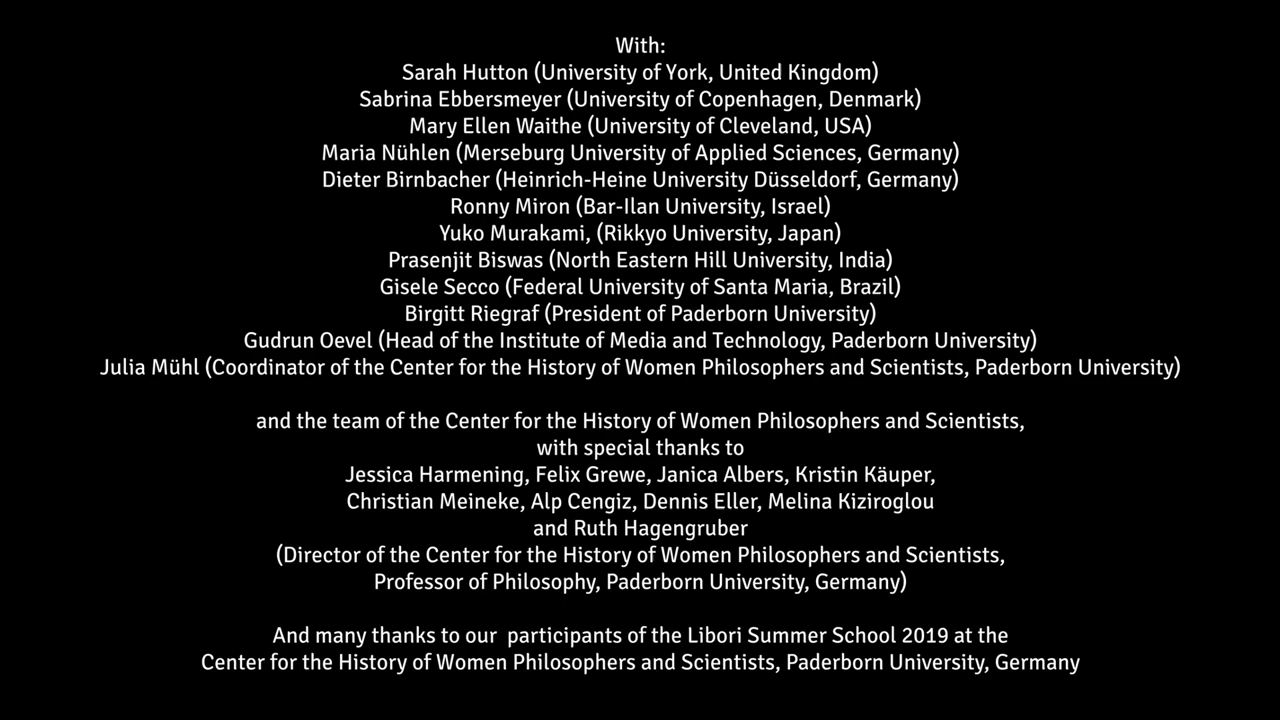 With:
Sarah Hutton (University of York, United Kingdom)
Sabrina Ebbersmeyer (University of Copenhagen, Denmark)
Mary Ellen Waithe (University of Cleveland, USA)
Maria Nühlen (Merseburg University of Applied Sciences, Germany)
Dieter Birnbacher (Heinrich-Heine University Düsseldorf, Germany)
Ronny Miron (Bar-Ilan University, Israel)
Yuko Murakami, (Rikkyo University, Japan)
Prasenjit Biswas (North Eastern Hill University, India)
Gisele Secco (Federal University of Santa Maria, Brazil)
Birgitt Riegraf (President of Paderborn University)
Gudrun Oevel (Head of the Institute of Media and Technology, Paderborn University)
Julia Mühl (Coordinator of the Center for the History of Women Philosophers and Scientists, Paderborn University)
and the team of the Center for the History of Women Philosophers and Scientists,
with special thanks to
Jessica Harmening, Felix Grewe, Janica Albers, Kristin Käuper,
Christian Meineke, Alp Cengiz, Dennis Eller, Melina Kiziroglou
and Ruth Hagengruber
(Director of the Center for the History of Women Philosophers and Scientists,
Professor of Philosophy, Paderborn University, Germany)
And many thanks to our  participants of the Libori Summer School 2019 at the
Center for the History of Women Philosophers and Scientists, Paderborn University, Germany